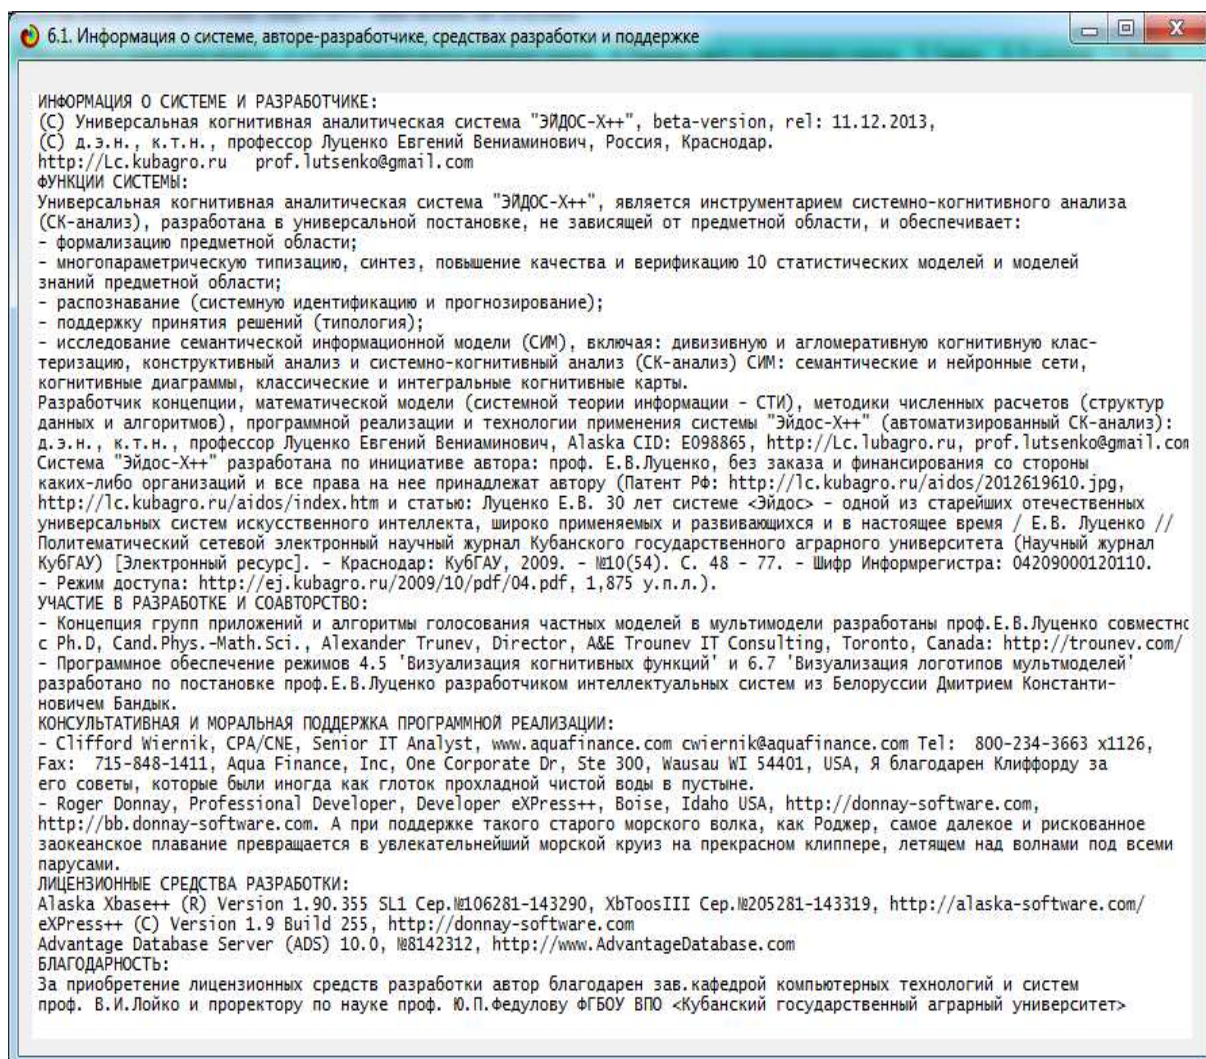 6.1. Информация о системе, авторе-разработчике, средствах разработки и поддержке
ИНФОРМАЦИЯ О СИСТЕМЕ И РАЗРАБОТЧИКЕ:
(C) Универсальная когнитивная аналитическая система "ЭЙДОС-X++", beta-version, rel: 11.12.2013,
(C) д.э.н., к.т.н., профессор Луценко Евгений Вениаминович, Россия, Краснодар.
http://Lc.kubagro.ru   prof.lutsenko@gmail.com
ФУНКЦИИ СИСТЕМЫ:
Универсальная когнитивная аналитическая система "ЭЙДОС-X++", является инструментарием системно-когнитивного анализа
(СК-анализ), разработана в универсальной постановке, не зависящей от предметной области, и обеспечивает:
- формализацию предметной области;
- многопараметрическую типизацию, синтез, повышение качества и верификацию 10 статистических моделей и моделей
знаний предметной области;
- распознавание (системную идентификацию и прогнозирование);
- поддержку принятия решений (типология);
- исследование семантической информационной модели (СИМ), включая: дивизивную и агломеративную когнитивную клас-
теризацию, конструктивный анализ и системно-когнитивный анализ (СК-анализ) СИМ: семантические и нейронные сети,
когнитивные диаграммы, классические и интегральные когнитивные карты.
Разработчик концепции, математической модели (системной теории информации - СТИ), методики численных расчетов (структур
данных и алгоритмов), программной реализации и технологии применения системы "Эйдос-X++" (автоматизированный СК-анализ):
д.э.н., к.т.н., профессор Луценко Евгений Вениаминович, Alaska CID: E098865, http://Lc.lubagro.ru, prof.lutsenko@gmail.com
Система "Эйдос-X++" разработана по инициативе автора: проф. Е.В.Луценко, без заказа и финансирования со стороны
каких-либо организаций и все права на нее принадлежат автору (Патент РФ: http://lc.kubagro.ru/aidos/2012619610.jpg,
http://lc.kubagro.ru/aidos/index.htm и статью: Луценко Е.В. 30 лет системе <Эйдос> - одной из старейших отечественных
универсальных систем искусственного интеллекта, широко применяемых и развивающихся и в настоящее время / Е.В. Луценко //
Политематический сетевой электронный научный журнал Кубанского государственного аграрного университета (Научный журнал
КубГАУ) [Электронный ресурс]. - Краснодар: КубГАУ, 2009. - №10(54). С. 48 - 77. - Шифр Информрегистра: 04209000120110.
- Режим доступа: http://ej.kubagro.ru/2009/10/pdf/04.pdf, 1,875 у.п.л.).
УЧАСТИЕ В РАЗРАБОТКЕ И СОАВТОРСТВО:
- Концепция групп приложений и алгоритмы голосования частных моделей в мультимодели разработаны проф.Е.В.Луценко совместно
с Ph.D, Cand.Phys.-Math.Sci., Alexander Trunev, Director, A&E Trounev IT Consulting, Toronto, Canada: http://trounev.com/
- Программное обеспечение режимов 4.5 'Визуализация когнитивных функций' и 6.7 'Визуализация логотипов мультмоделей'
разработано по постановке проф.Е.В.Луценко разработчиком интеллектуальных систем из Белоруссии Дмитрием Константи-
новичем Бандык.
КОНСУЛЬТАТИВНАЯ И МОРАЛЬНАЯ ПОДДЕРЖКА ПРОГРАММНОЙ РЕАЛИЗАЦИИ:
- Clifford Wiernik, CPA/CNE, Senior IT Analyst, www.aquafinance.com cwiernik@aquafinance.com Tel:  800-234-3663 x1126,
Fax:  715-848-1411, Aqua Finance, Inc, One Corporate Dr, Ste 300, Wausau WI 54401, USA, Я благодарен Клиффорду за
его советы, которые были иногда как глоток прохладной чистой воды в пустыне.
- Roger Donnay, Professional Developer, Developer eXPress++, Boise, Idaho USA, http://donnay-software.com,
http://bb.donnay-software.com. А при поддержке такого старого морского волка, как Роджер, самое далекое и рискованное
заокеанское плавание превращается в увлекательнейший морской круиз на прекрасном клиппере, летящем над волнами под всеми
парусами.
ЛИЦЕНЗИОННЫЕ СРЕДСТВА РАЗРАБОТКИ:
Alaska Xbase++ (R) Version 1.90.355 SL1 Сер.№106281-143290, XbToosIII Сер.№205281-143319, http://alaska-software.com/
eXPress++ (C) Version 1.9 Build 255, http://donnay-software.com
Advantage Database Server (ADS) 10.0, №8142312, http://www.AdvantageDatabase.com
БЛАГОДАРНОСТЬ:
За приобретение лицензионных средств разработки автор благодарен зав.кафедрой компьютерных технологий и систем
проф. В.И.Лойко и проректору по науке проф. Ю.П.Федулову ФГБОУ ВПО <Кубанский государственный аграрный университет>